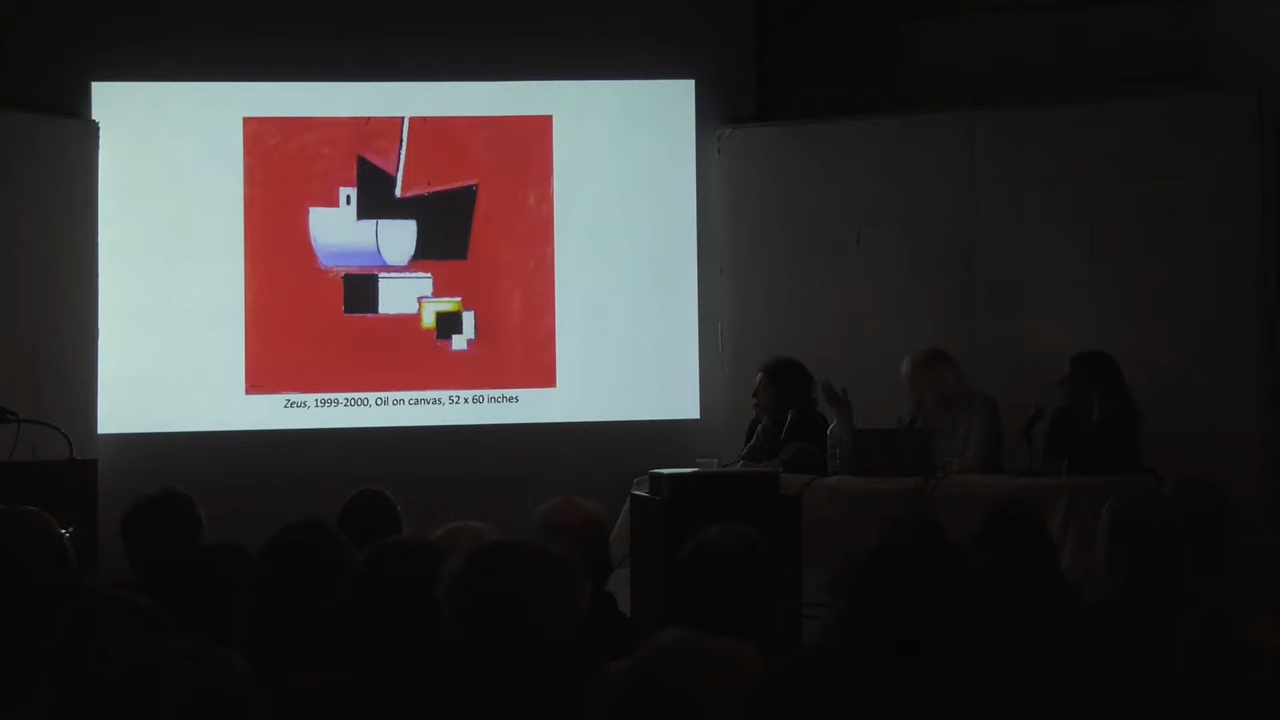 Zeus, 1999-2000, Oil on canvas, 52 x 60 inches